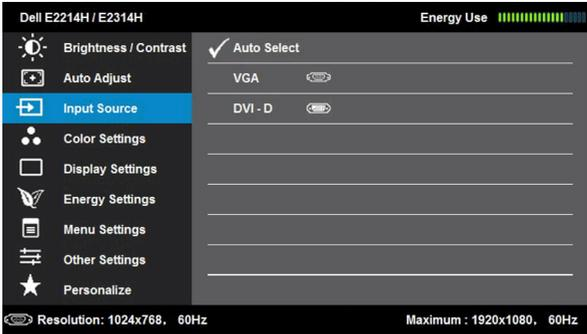 Dell E2214H / E2314H Energy Use
Brightness / Contrast Auto Select
Auto Adjust VGA
Input Source DVI - D
Color Settings
Display Settings
Energy Settings
Menu Settings
Other Settings
Personalize
Resolution: 1024x768, 60Hz Maximum : 1920x1080, 60Hz